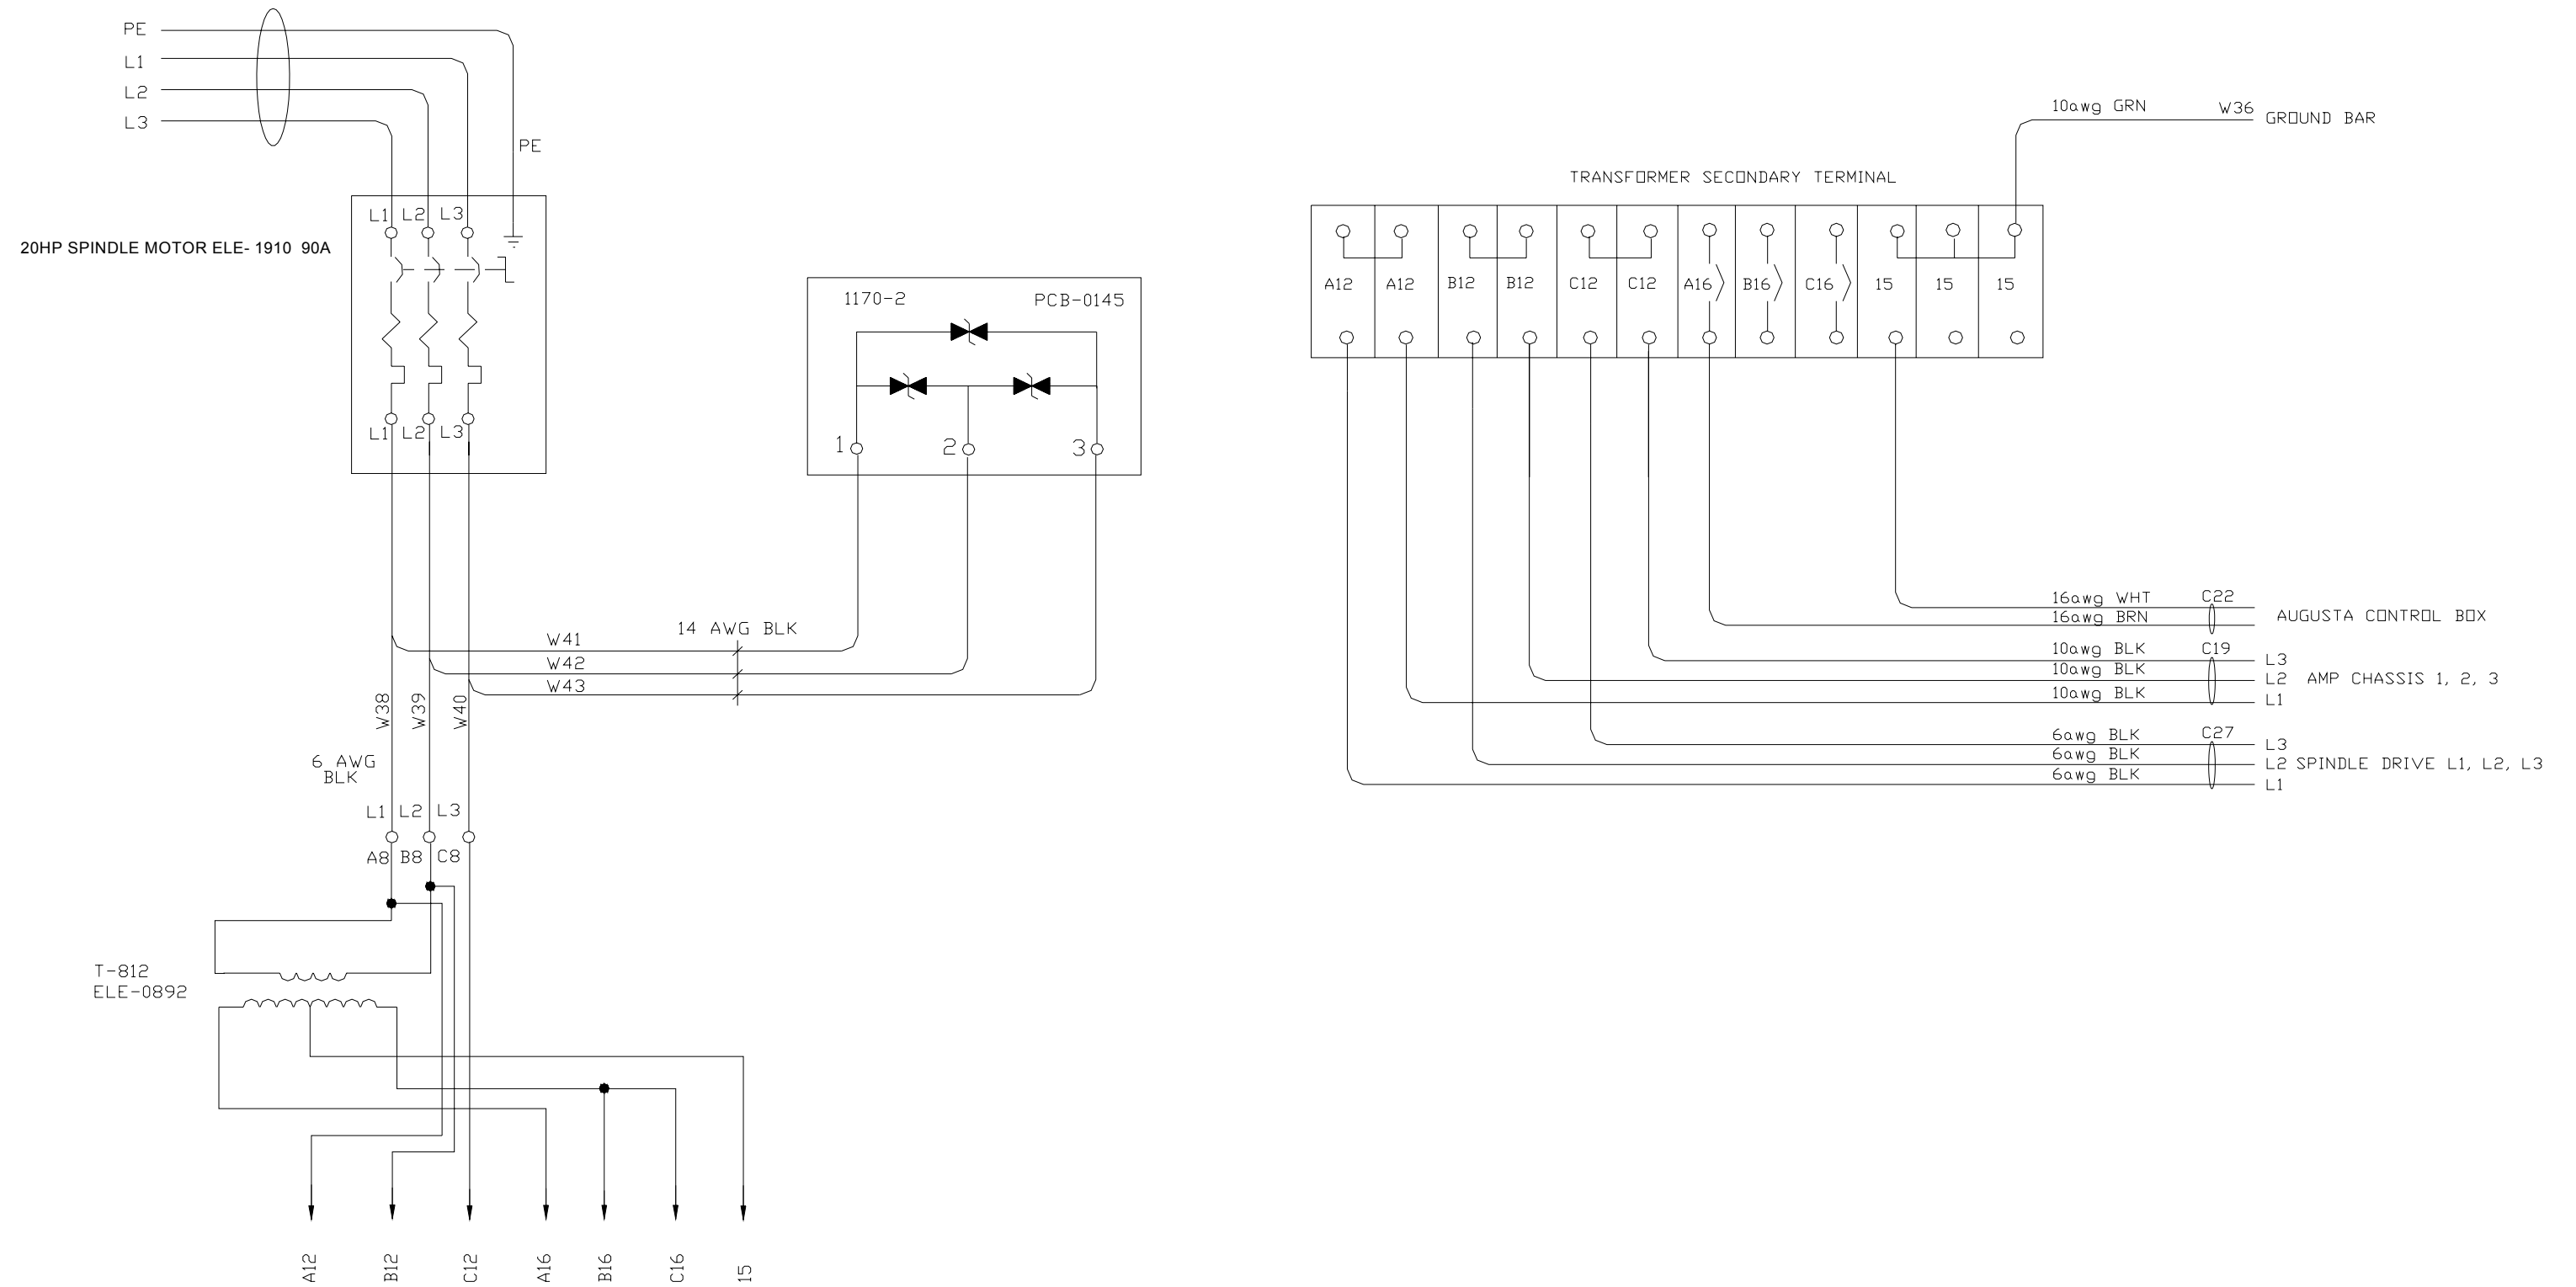 PE
L1
L2
L3
PE
20HP SPINDLE MOTOR ELE- 1910  90A
L1 L2 L3
L1 L2 L3
1170-2 PCB-0145
1 2 3
14 AWG BLK
W41
W42
W43
W38 W39 W40
6 AWG
BLK
L1 L2 L3
A8 B8 C8
T-812
ELE-0892
A12 B12 C12 A16 B16 C16 15
10awg GRN W36 GROUND BAR
TRANSFORMER SECONDARY TERMINAL
A12 A12 B12 B12 C12 C12 A16 B16 C16 15 15 15
16awg WHT C22
16awg BRN AUGUSTA CONTROL BOX
10awg BLK C19 L3
10awg BLK L2 AMP CHASSIS 1, 2, 3
10awg BLK L1
6awg BLK C27 L3
6awg BLK L2 SPINDLE DRIVE L1, L2, L3
6awg BLK L1